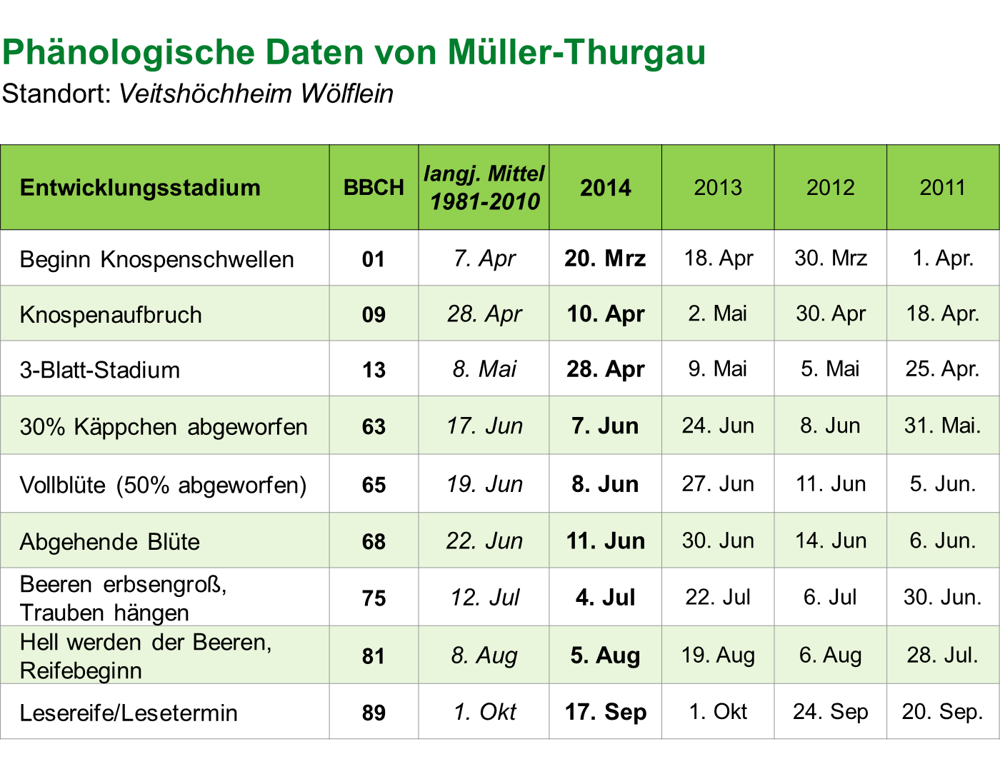 Phänologische Daten von Müller-Thurgau
Standort: Veitshöchheim Wölflein
Entwicklungsstadium BBCH langj. Mittel 1981-2010 2014 2013 2012 2011
Beginn Knospenschwellen 01 7. Apr 20. Mrz 18. Apr 30. Mrz 1. Apr.
Knospenaufbruch 09 28. Apr 10. Apr 2. Mai 30. Apr 18. Apr.
3-Blatt-Stadium 13 8. Mai 28. Apr 9. Mai 5. Mai 25. Apr.
30% Käppchen abgeworfen 63 17. Jun 7. Jun 24. Jun 8. Jun 31. Mai.
Vollblüte (50% abgeworfen) 65 19. Jun 8. Jun 27. Jun 11. Jun 5. Jun.
Abgehende Blüte 68 22. Jun 11. Jun 30. Jun 14. Jun 6. Jun.
Beeren erbsengroß,
Trauben hängen 75 12. Jul 4. Jul 22. Jul 6. Jul 30. Jun.
Hell werden der Beeren,
Reifebeginn 81 8. Aug 5. Aug 19. Aug 6. Aug 28. Jul.
Lesereife/Lesetermin 89 1. Okt 17. Sep 1. Okt 24. Sep 20. Sep.